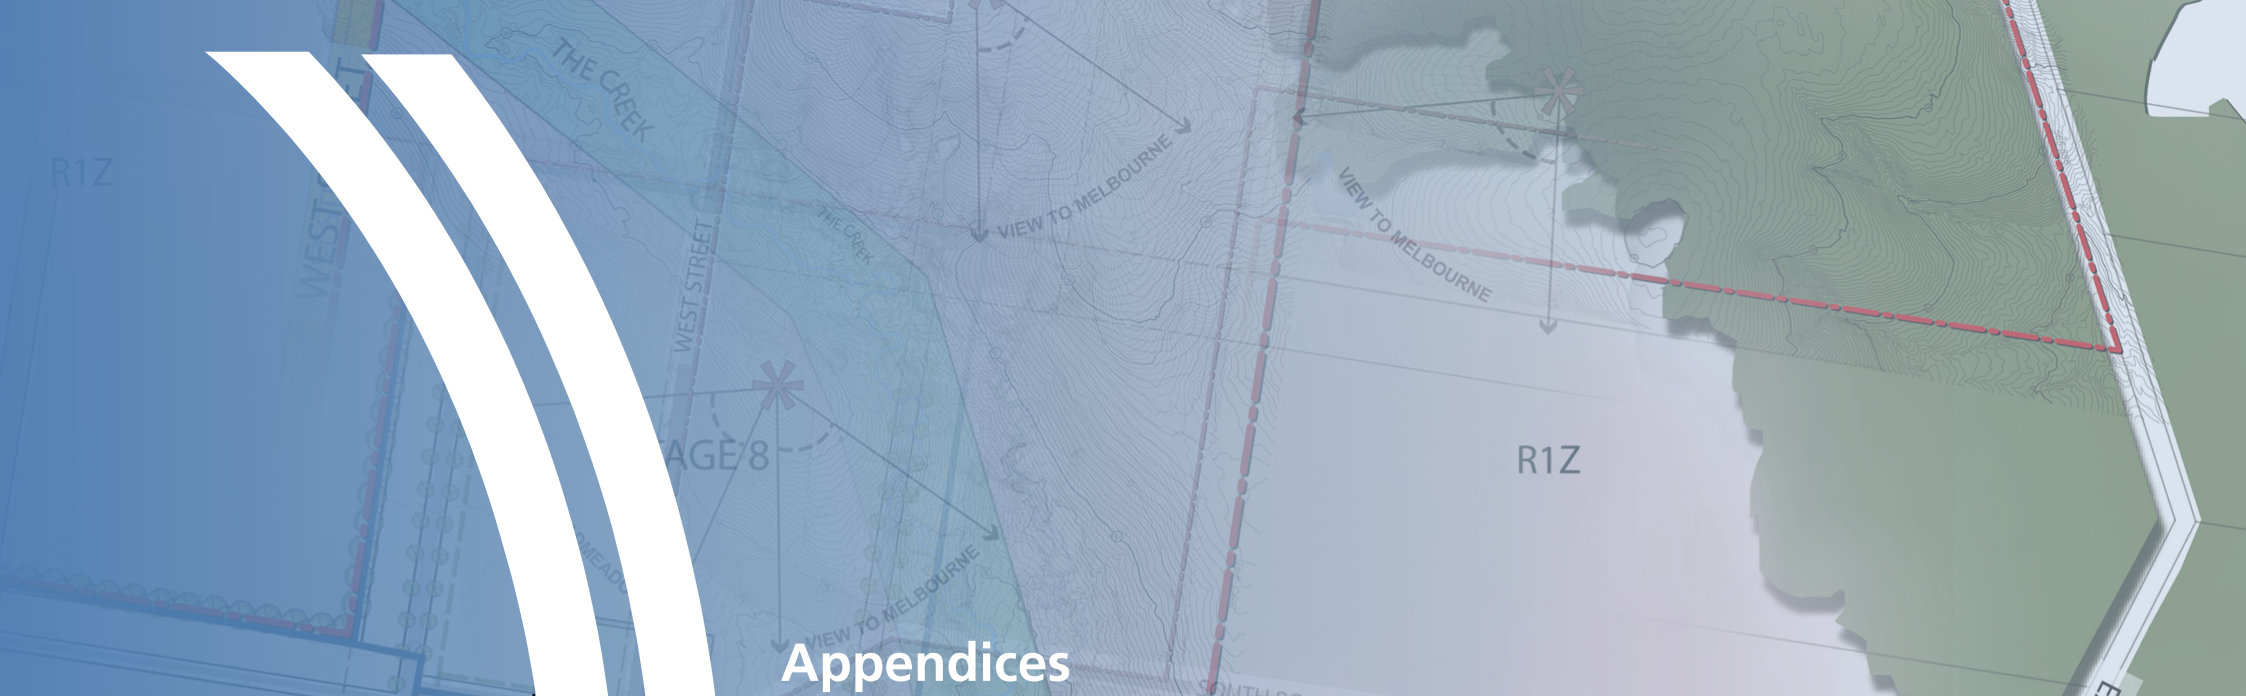 THE CREEK
R1Z
WEST
VIEW TO MELBOURNE
VIEW TO MELBOURNE
THE CREEK
WEST STREET
AGE 8
R1Z
VIEW TO MELBOURNE
Appendices